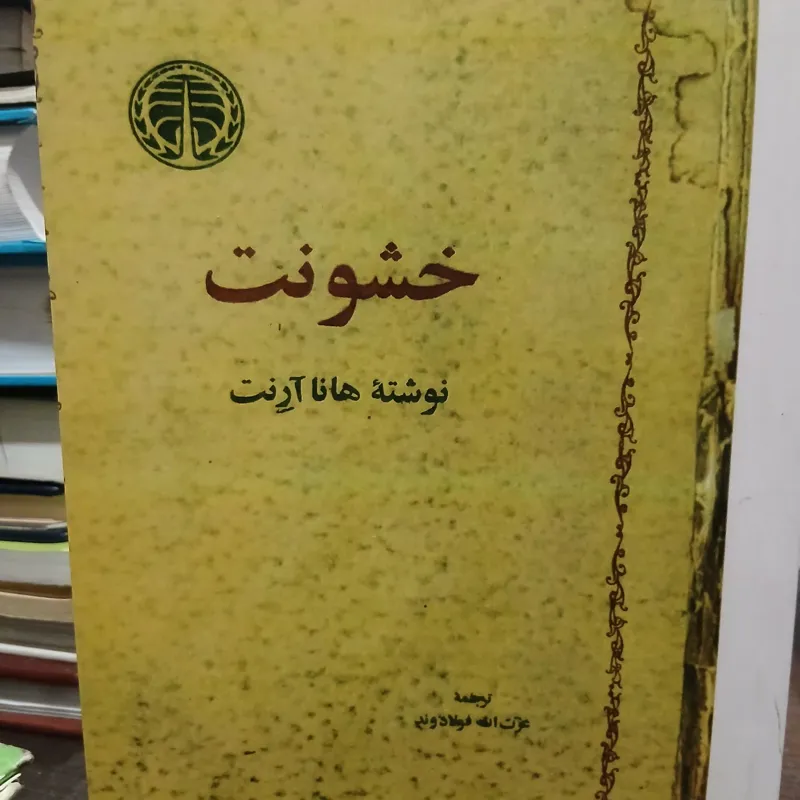 خشونت
نوشتهٔ هانا آرِنت
ترجمهٔ
عزت‌الله فولادوند